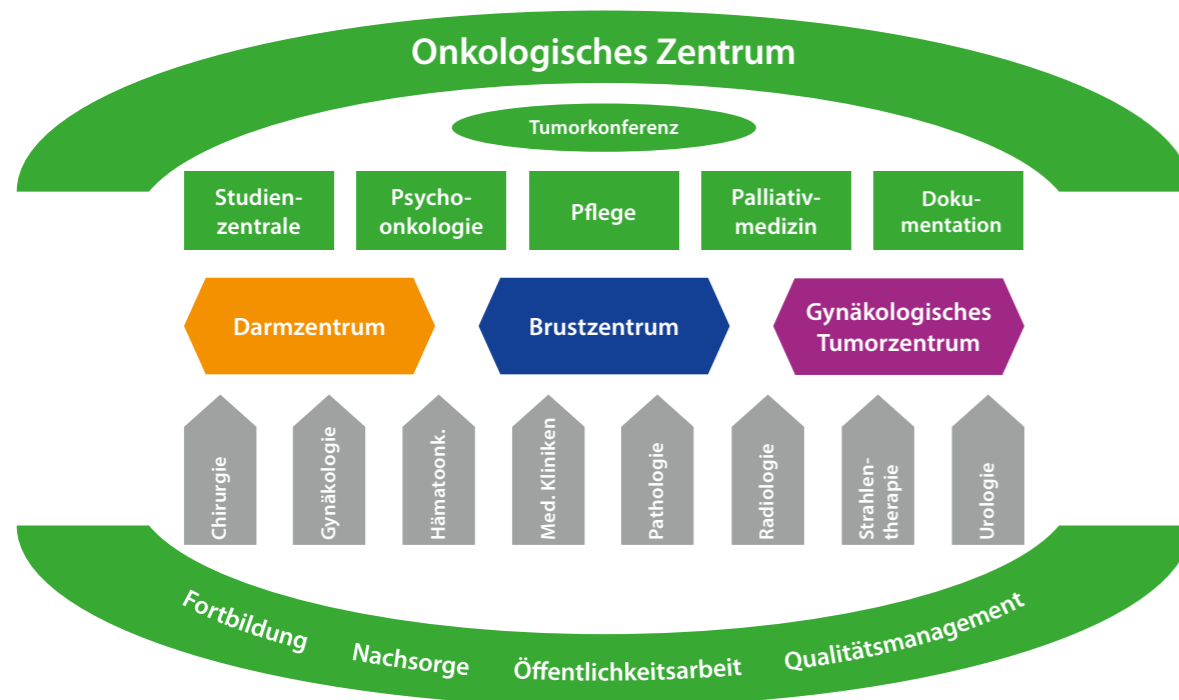 Onkologisches Zentrum
Tumorkonferenz
Studien-
zentrale
Psycho-
onkologie
Pflege
Palliativ-
medizin
Doku-
mentation
Darmzentrum
Brustzentrum
Gynäkologisches
Tumorzentrum
Chirurgie
Gynäkologie
Hämatoonk.
Med. Kliniken
Pathologie
Radiologie
Strahlen-
therapie
Urologie
Fortbildung
Nachsorge
Öffentlichkeitsarbeit
Qualitätsmanagement